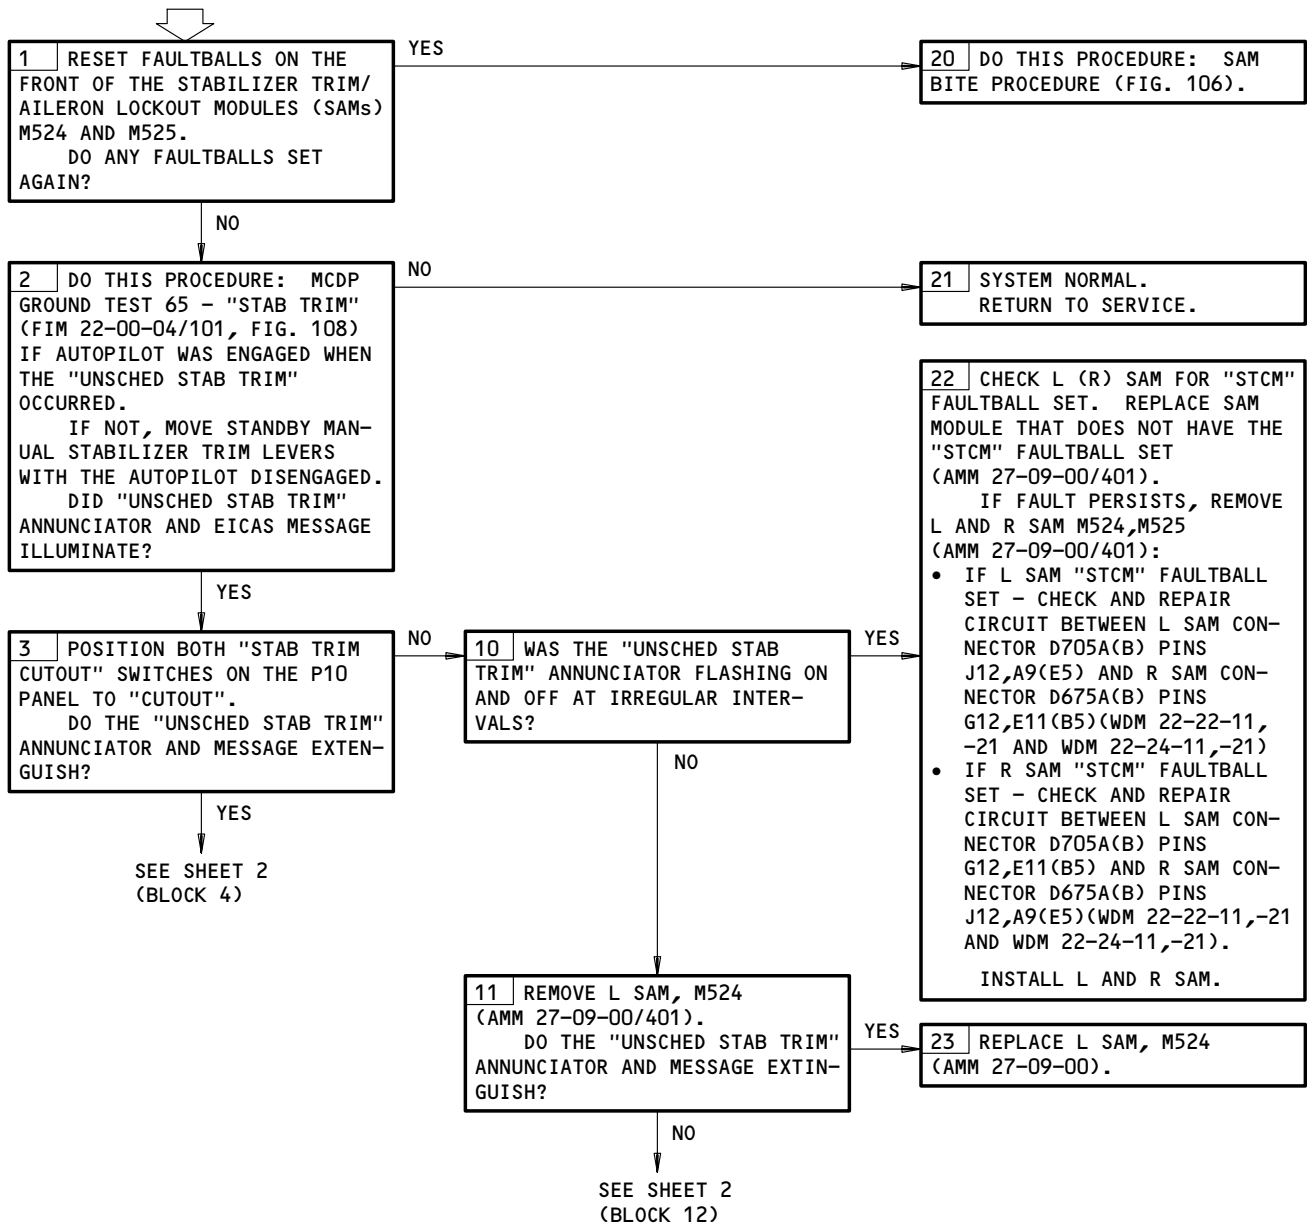 1 RESET FAULTBALLS ON THE
FRONT OF THE STABILIZER TRIM/
AILERON LOCKOUT MODULES (SAMs)
M524 AND M525.
DO ANY FAULTBALLS SET
AGAIN?
YES
20 DO THIS PROCEDURE: SAM
BITE PROCEDURE (FIG. 106).
NO
2 DO THIS PROCEDURE: MCDP
GROUND TEST 65 - "STAB TRIM"
(FIM 22-00-04/101, FIG. 108)
IF AUTOPILOT WAS ENGAGED WHEN
THE "UNSCHED STAB TRIM"
OCCURRED.
IF NOT, MOVE STANDBY MAN-
UAL STABILIZER TRIM LEVERS
WITH THE AUTOPILOT DISENGAGED.
DID "UNSCHED STAB TRIM"
ANNUNCIATOR AND EICAS MESSAGE
ILLUMINATE?
NO
21 SYSTEM NORMAL.
RETURN TO SERVICE.
YES
3 POSITION BOTH "STAB TRIM
CUTOUT" SWITCHES ON THE P10
PANEL TO "CUTOUT".
DO THE "UNSCHED STAB TRIM"
ANNUNCIATOR AND MESSAGE EXTEN-
GUISH?
NO
10 WAS THE "UNSCHED STAB
TRIM" ANNUNCIATOR FLASHING ON
AND OFF AT IRREGULAR INTER-
VALS?
YES
22 CHECK L (R) SAM FOR "STCM"
FAULTBALL SET. REPLACE SAM
MODULE THAT DOES NOT HAVE THE
"STCM" FAULTBALL SET
(AMM 27-09-00/401).
IF FAULT PERSISTS, REMOVE
L AND R SAM M524,M525
(AMM 27-09-00/401):
• IF L SAM "STCM" FAULTBALL
SET - CHECK AND REPAIR
CIRCUIT BETWEEN L SAM CON-
NECTOR D705A(B) PINS
J12,A9(E5) AND R SAM CON-
NECTOR D675A(B) PINS
G12,E11(B5)(WDM 22-22-11,
-21 AND WDM 22-24-11,-21)
• IF R SAM "STCM" FAULTBALL
SET - CHECK AND REPAIR
CIRCUIT BETWEEN L SAM CON-
NECTOR D705A(B) PINS
G12,E11(B5) AND R SAM CON-
NECTOR D675A(B) PINS
J12,A9(E5)(WDM 22-22-11,-21
AND WDM 22-24-11,-21).
INSTALL L AND R SAM.
YES
SEE SHEET 2
(BLOCK 4)
NO
11 REMOVE L SAM, M524
(AMM 27-09-00/401).
DO THE "UNSCHED STAB TRIM"
ANNUNCIATOR AND MESSAGE EXTIN-
GUISH?
YES
23 REPLACE L SAM, M524
(AMM 27-09-00).
NO
SEE SHEET 2
(BLOCK 12)